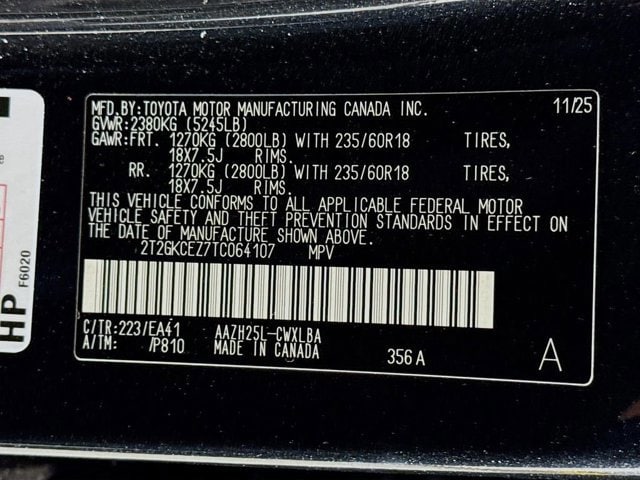 MFD.BY:TOYOTA MOTOR MANUFACTURING CANADA INC. 11/25
GVWR:2380KG (5245LB)
GAWR:FRT. 1270KG (2800LB) WITH 235/60R18 TIRES,
18X7.5J RIMS.
RR. 1270KG (2800LB) WITH 235/60R18 TIRES,
18X7.5J RIMS.
THIS VEHICLE CONFORMS TO ALL APPLICABLE FEDERAL MOTOR
VEHICLE SAFETY AND THEFT PREVENTION STANDARDS IN EFFECT ON
THE DATE OF MANUFACTURE SHOWN ABOVE.
2T2GKCEZ7TC064107 MPV
C/TR:223/EA41 AAZH25L-CWXLBA
A/TM: /P810 MADE IN CANADA 356A A
HP
F6020